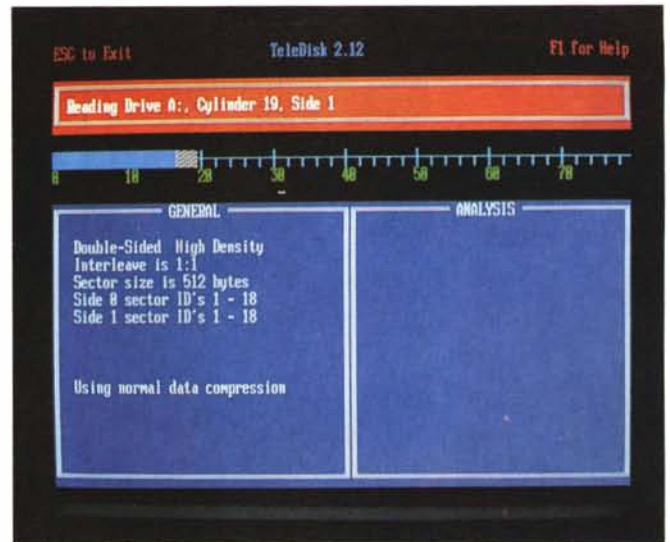 ESC to Exit TeleDisk 2.12 F1 for Help
Reading Drive A:, Cylinder 19, Side 1
0 10 20 30 40 50 60 70
GENERAL ANALYSIS
Double-Sided High Density
Interleave is 1:1
Sector size is 512 bytes
Side 0 sector ID's 1 - 18
Side 1 sector ID's 1 - 18
Using normal data compression